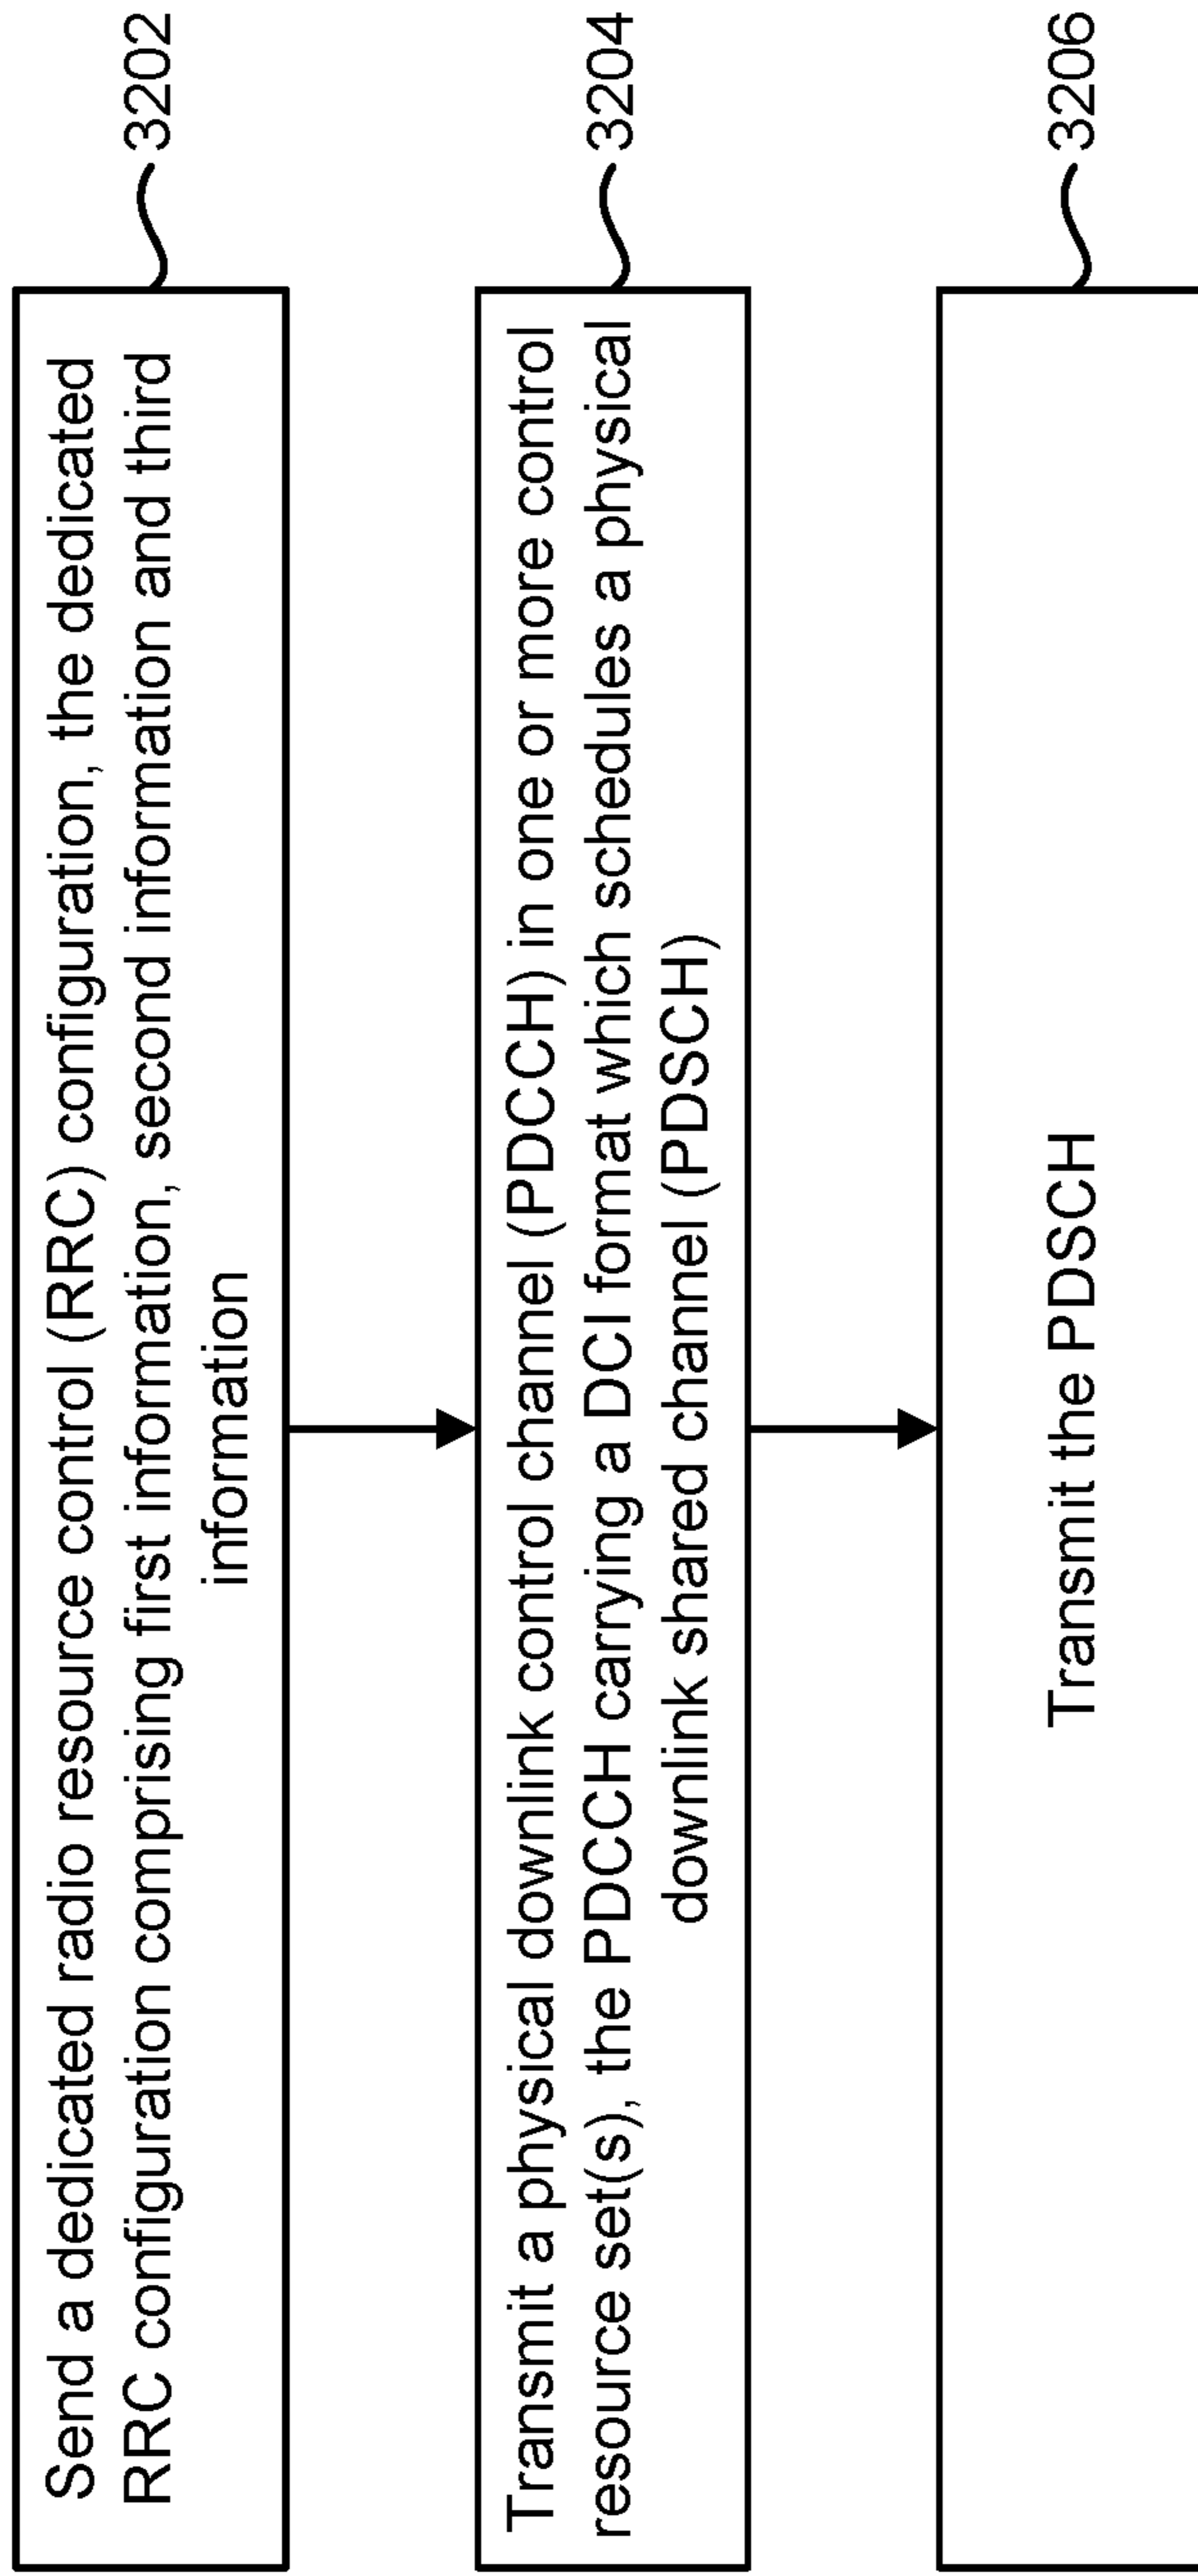 Send a dedicated radio resource control (RRC) configuration, the dedicated
RRC configuration comprising first information, second information and third
information
3202
Transmit a physical downlink control channel (PDCCH) in one or more control
resource set(s), the PDCCH carrying a DCI format which schedules a physical
downlink shared channel (PDSCH)
3204
Transmit the PDSCH
3206